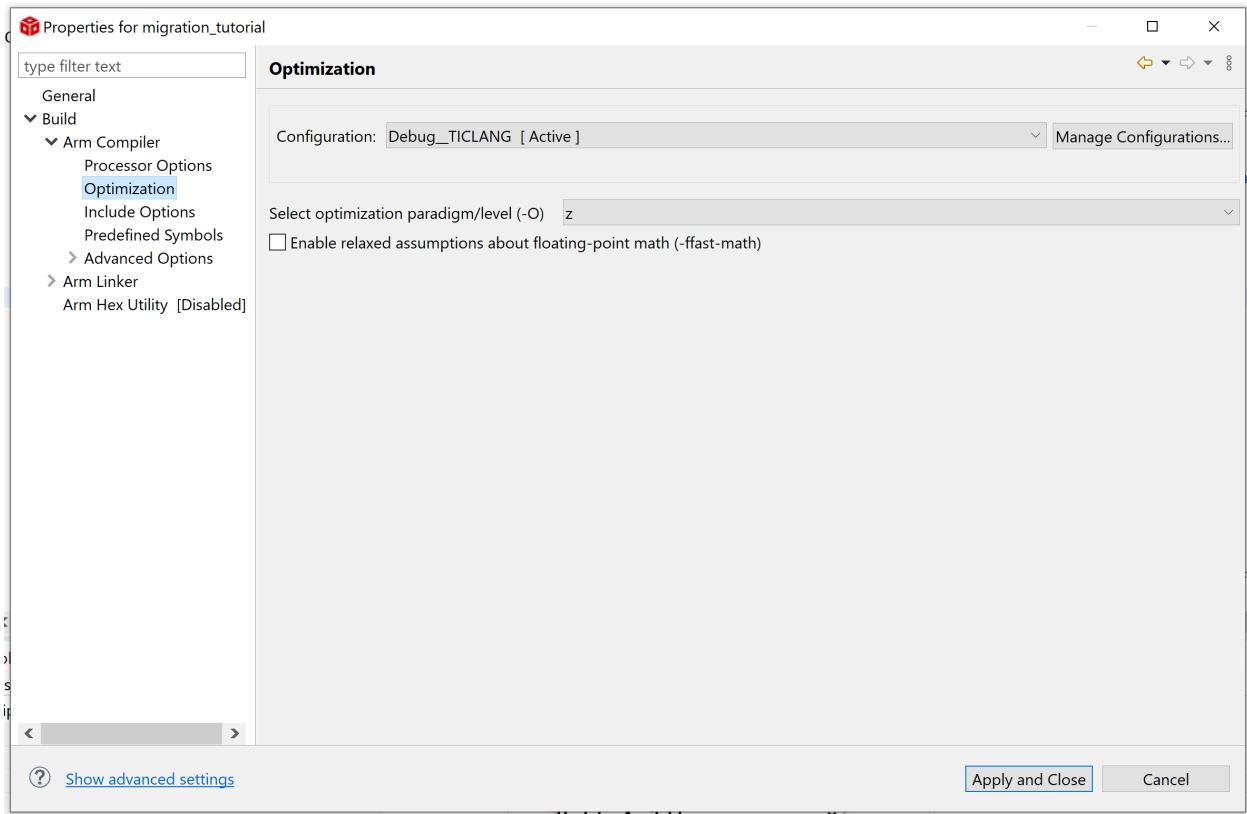 Properties for migration_tutorial
type filter text
Optimization
General
Build
Arm Compiler
Processor Options
Optimization
Include Options
Predefined Symbols
Advanced Options
Arm Linker
Arm Hex Utility [Disabled]
Configuration: Debug__TICLANG [ Active ] Manage Configurations...
Select optimization paradigm/level (-O) z
Enable relaxed assumptions about floating-point math (-ffast-math)
? Show advanced settings Apply and Close Cancel